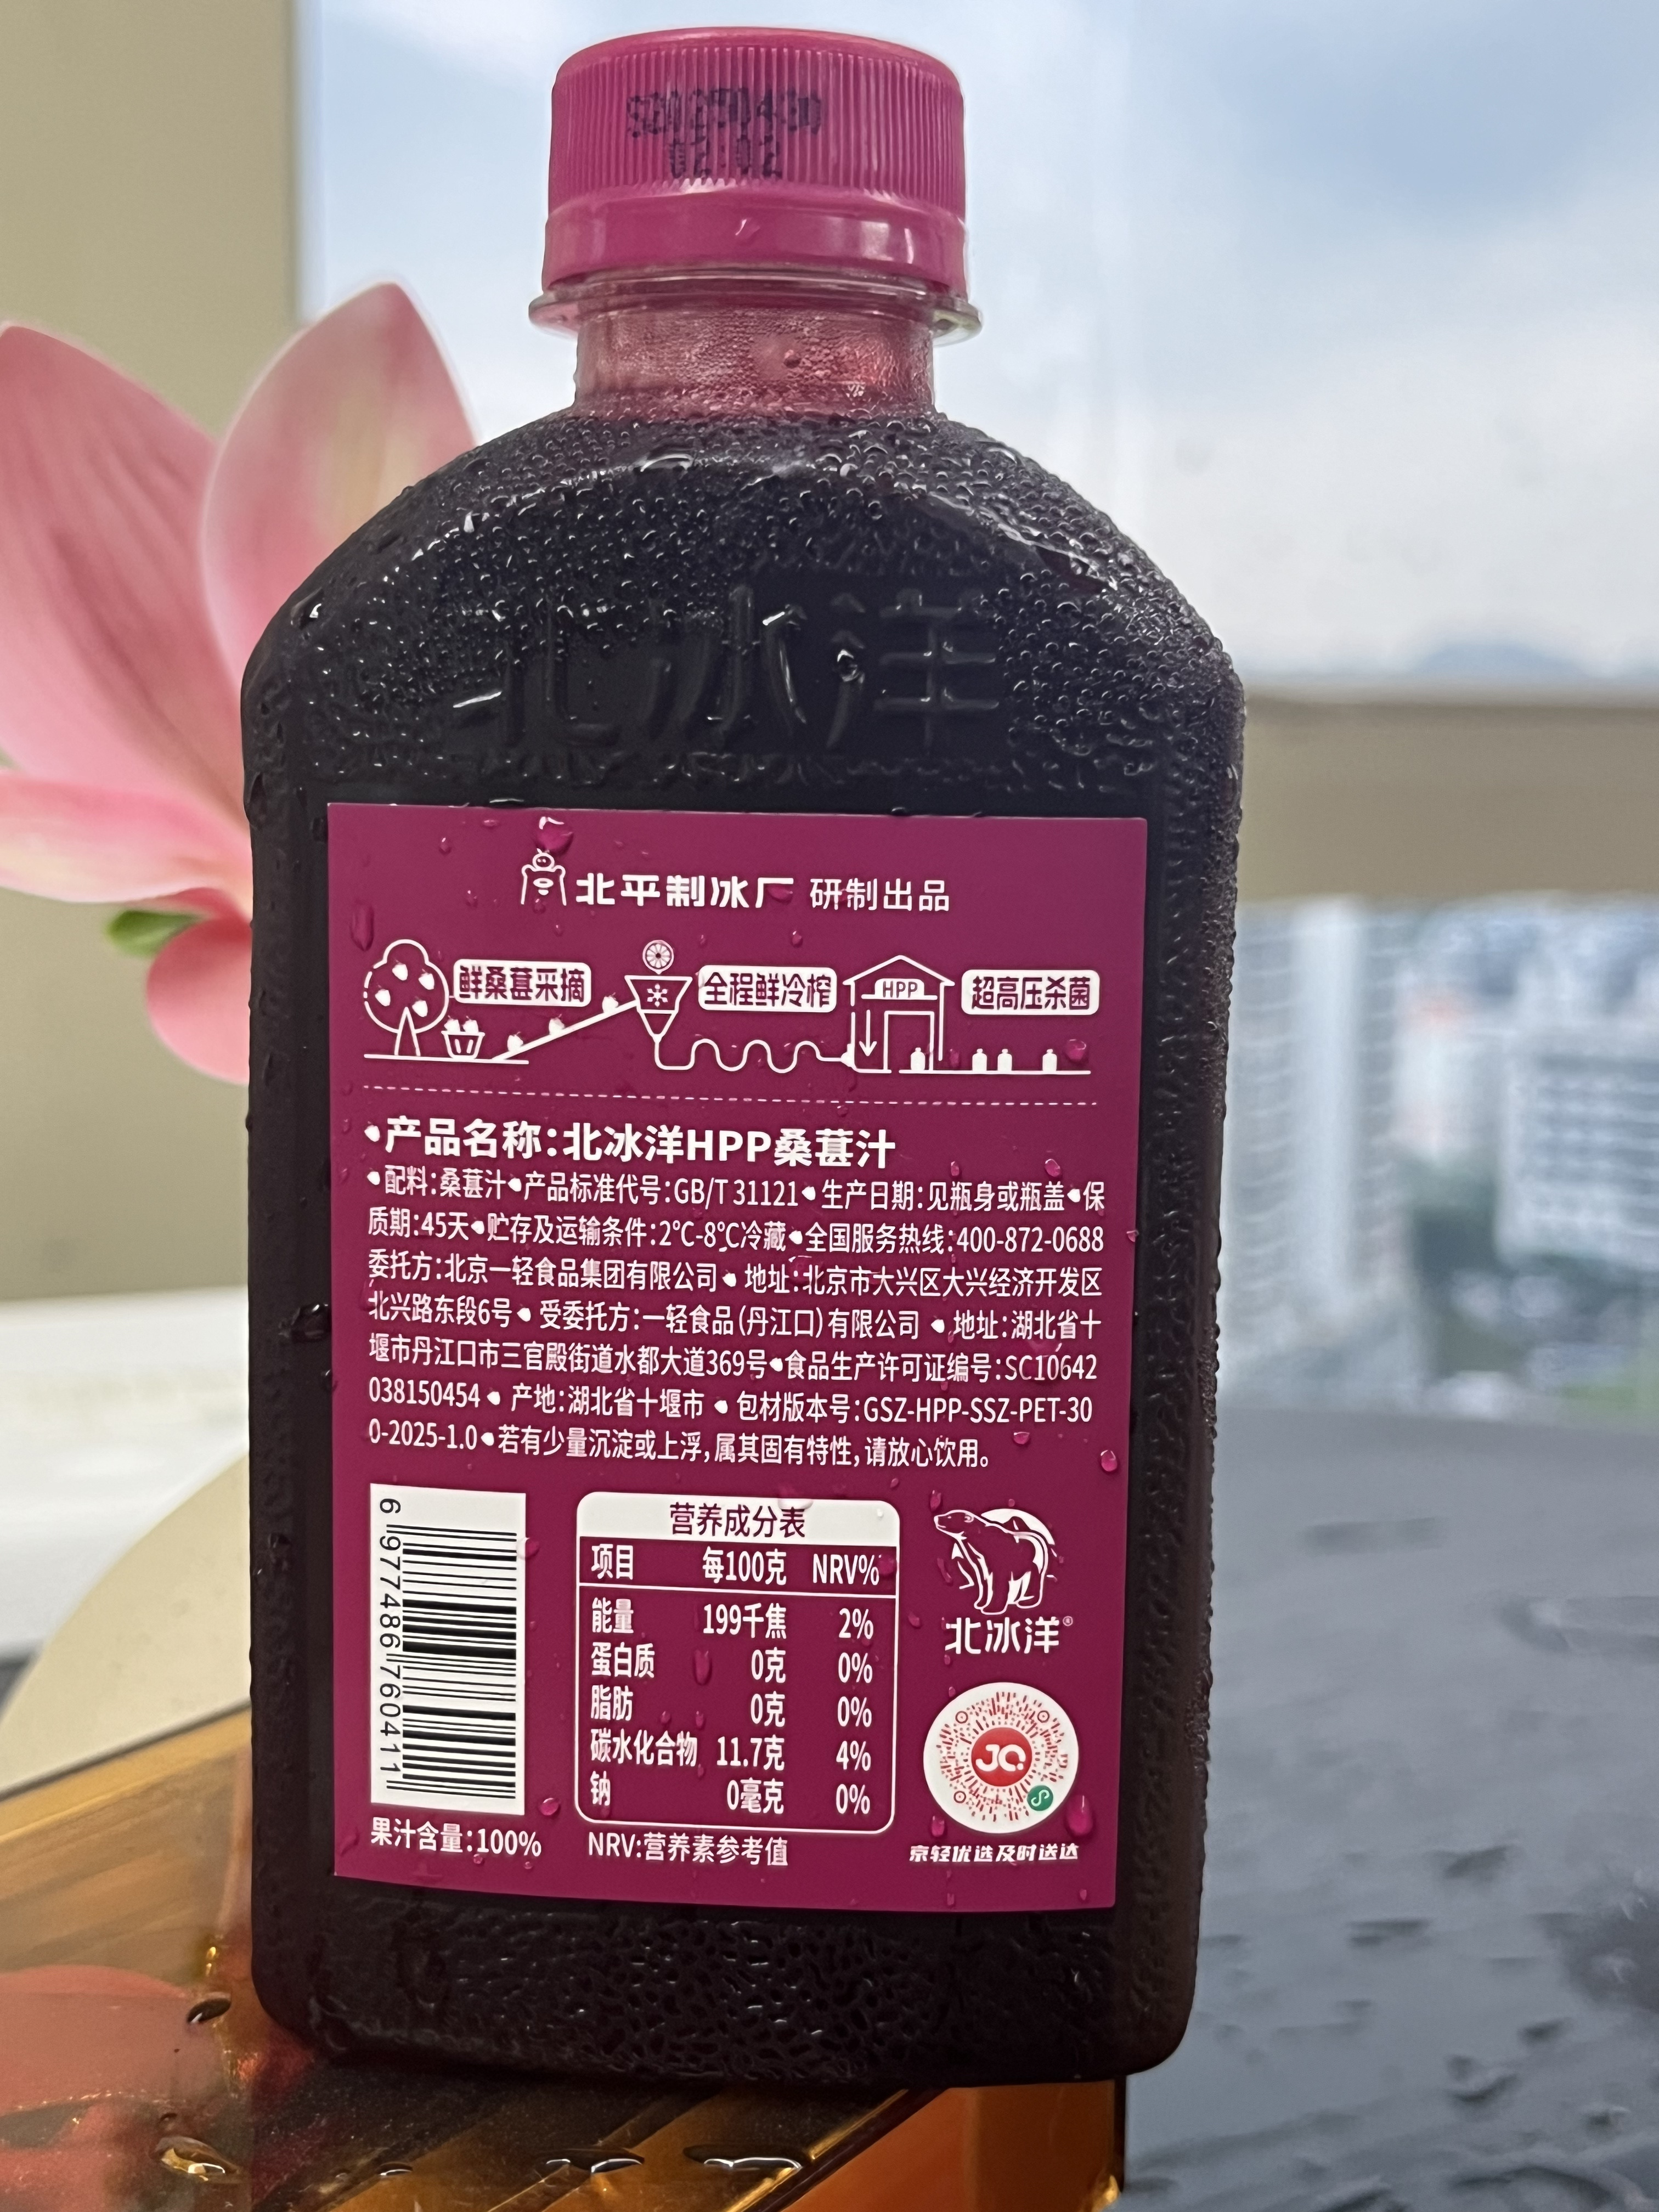 S20250430
02:02
北冰洋
北平制冰厂 研制出品
鲜桑葚采摘
全程鲜冷榨
HPP
超高压杀菌
产品名称:北冰洋HPP桑葚汁
配料:桑葚汁•产品标准代号:GB/T 31121•生产日期:见瓶身或瓶盖•保
质期:45天•贮存及运输条件:2℃-8℃冷藏•全国服务热线:400-872-0688
委托方:北京一轻食品集团有限公司• 地址:北京市大兴区大兴经济开发区
北兴路东段6号• 受委托方:一轻食品(丹江口)有限公司 • 地址:湖北省十
堰市丹江口市三官殿街道水都大道369号•食品生产许可证编号:SC10642
038150454 • 产地:湖北省十堰市 • 包材版本号:GSZ-HPP-SSZ-PET-30
0-2025-1.0•若有少量沉淀或上浮,属其固有特性,请放心饮用。
6 977486 760411
果汁含量:100%
营养成分表
项目 每100克 NRV%
能量 199千焦 2%
蛋白质 0克 0%
脂肪 0克 0%
碳水化合物 11.7克 4%
钠 0毫克 0%
NRV:营养素参考值
北冰洋®
JQ
京轻优选及时送达